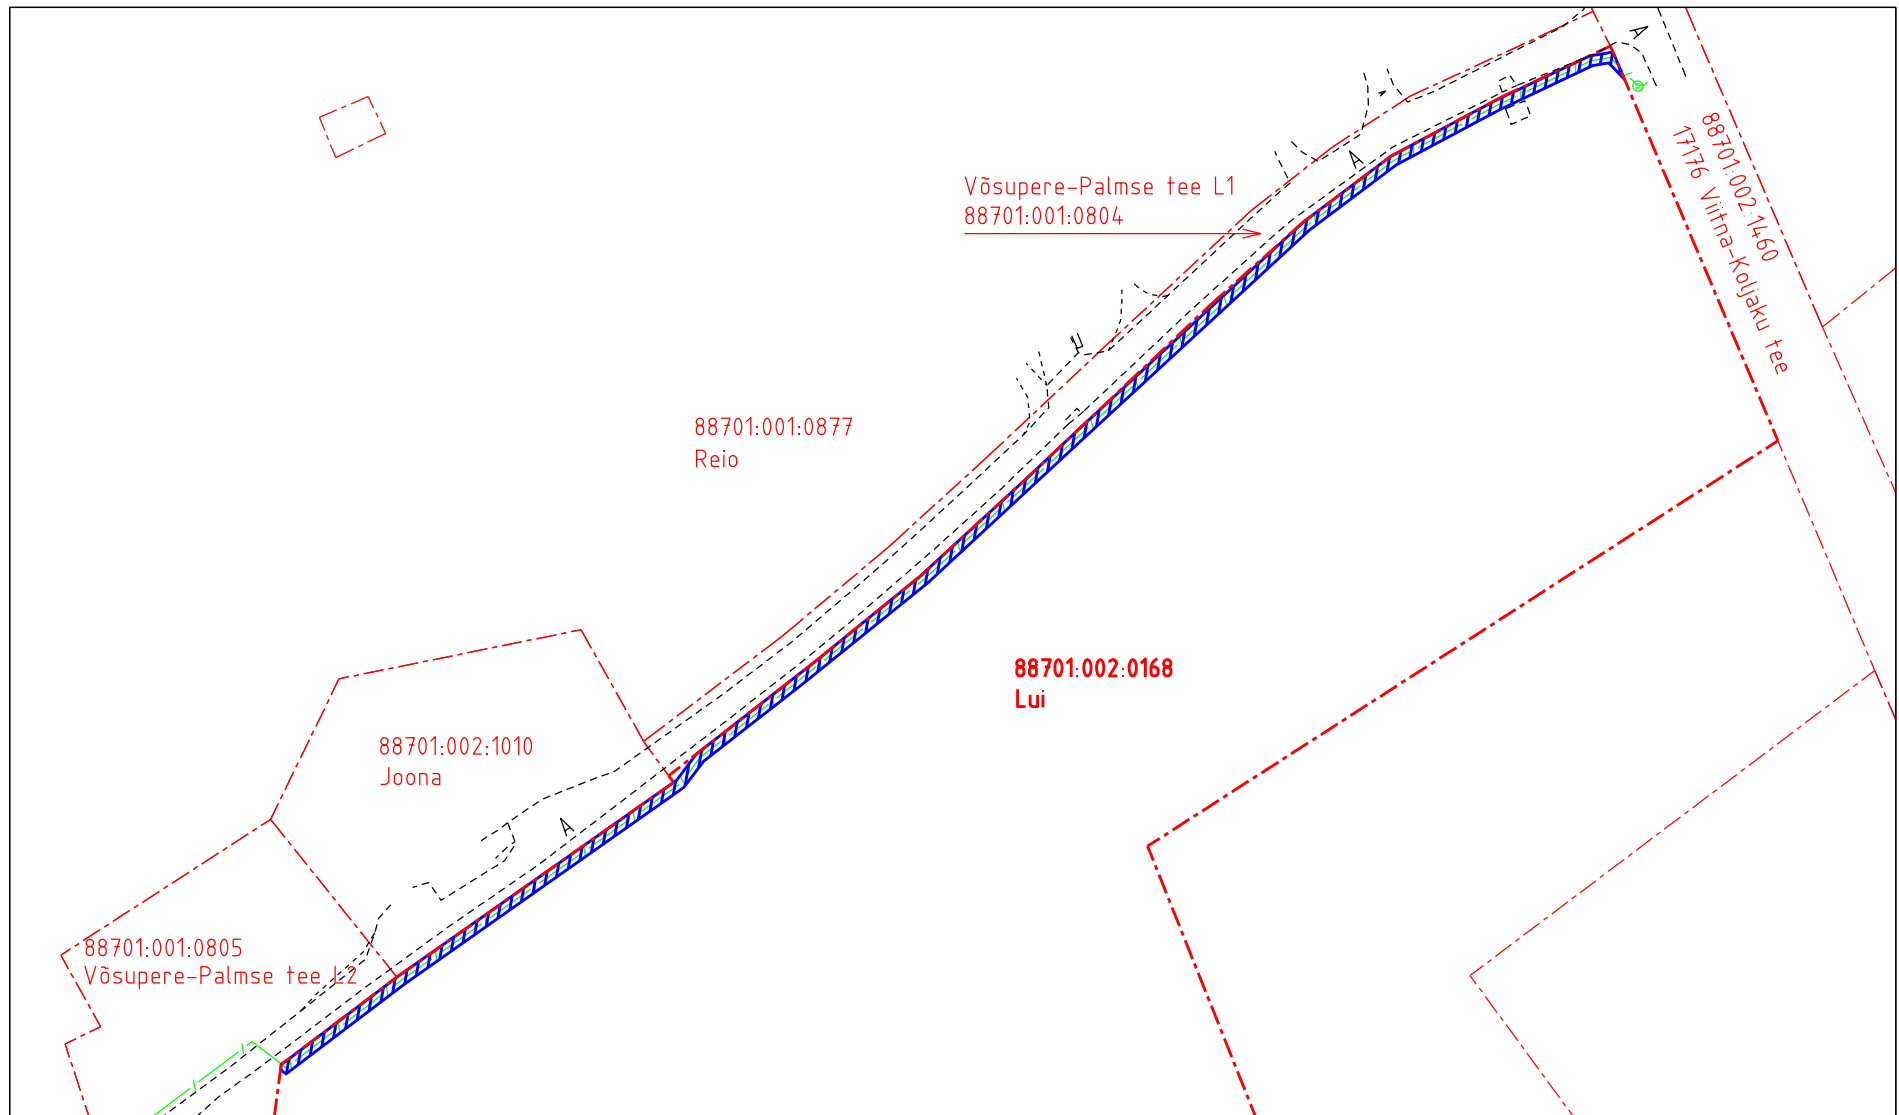 A
88701:002:1460
17176 Viitna-Koljaku tee
A
A
Võsupere-Palmse tee L1
88701:001:0804
88701:001:0877
Reio
88701:002:0168
Lui
88701:002:1010
Joona
A
88701:001:0805
Võsupere-Palmse tee L2